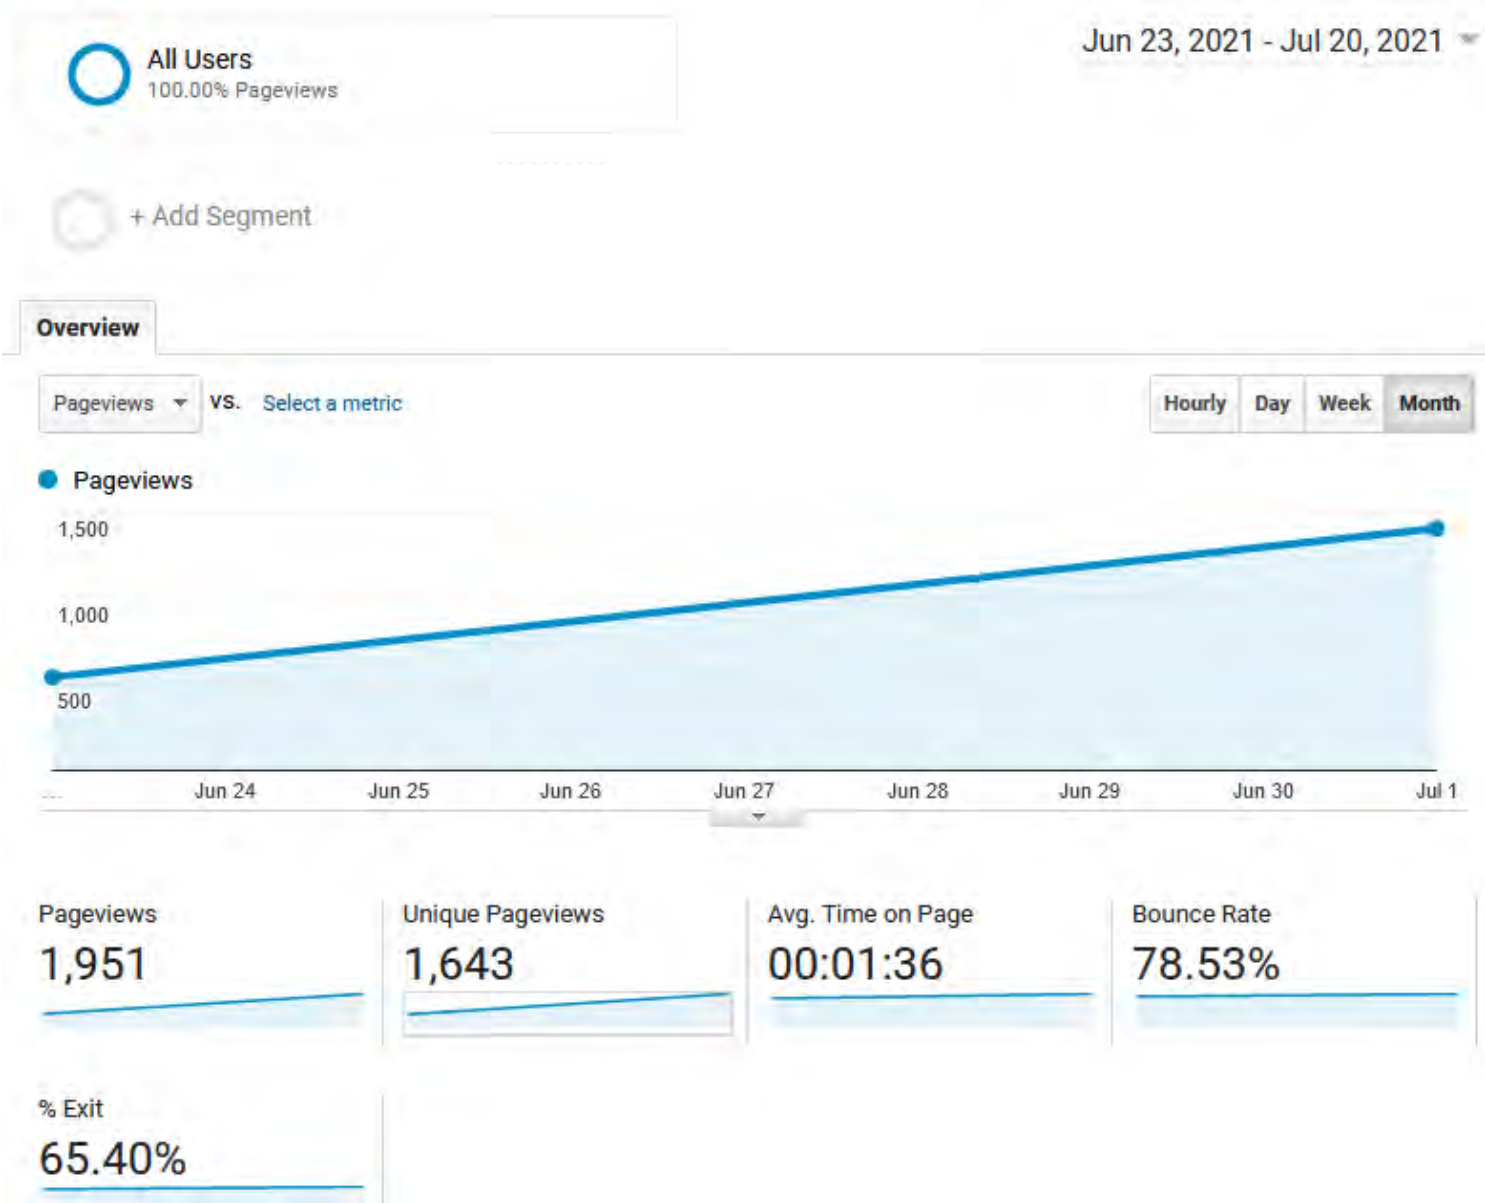 All Users
100.00% Pageviews
Jun 23, 2021 - Jul 20, 2021
+ Add Segment
Overview
Pageviews VS. Select a metric
Hourly Day Week Month
Pageviews
1,500
1,000
500
... Jun 24 Jun 25 Jun 26 Jun 27 Jun 28 Jun 29 Jun 30 Jul 1
Pageviews Unique Pageviews Avg. Time on Page Bounce Rate
1,951 1,643 00:01:36 78.53%
% Exit
65.40%